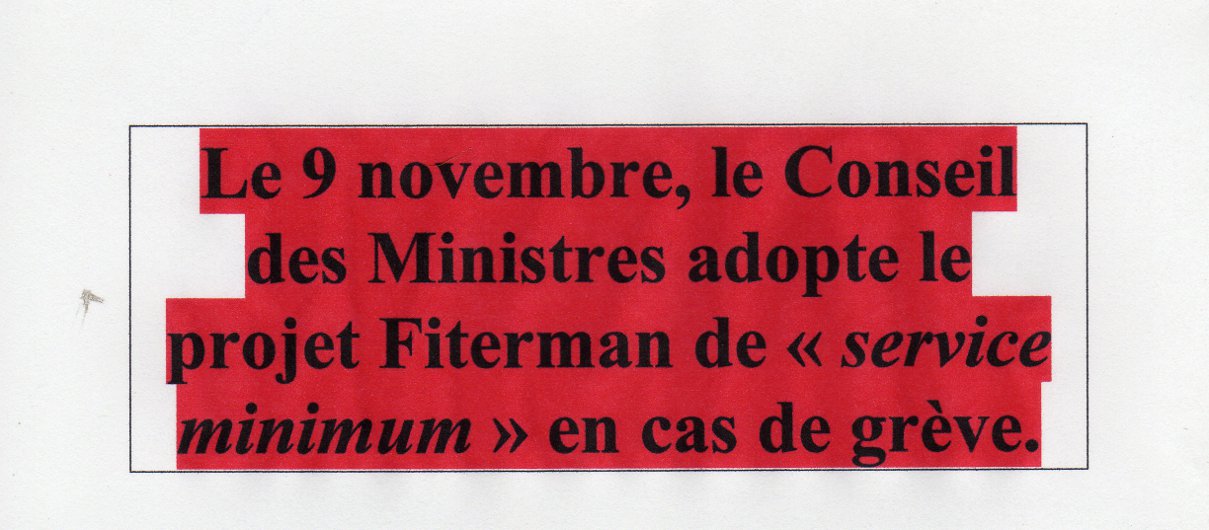 Le 9 novembre, le Conseil
des Ministres adopte le
projet Fiterman de « service
minimum » en cas de grève.